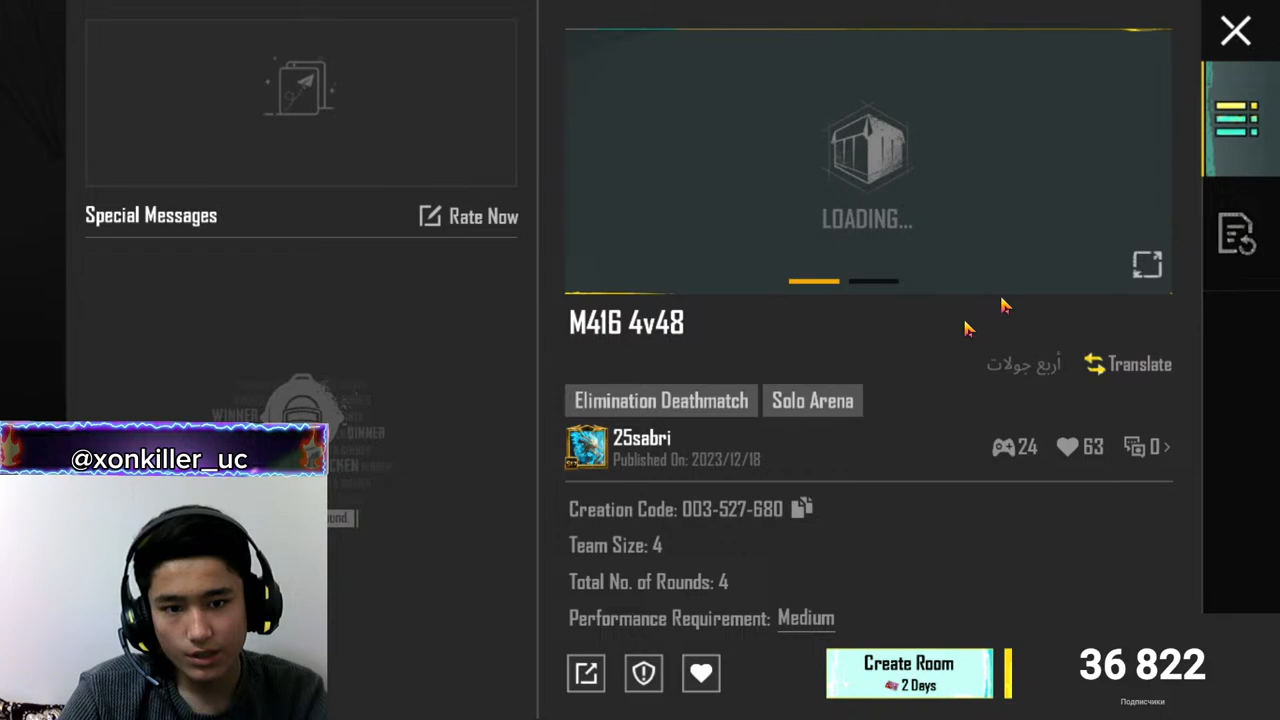 Special Messages
Rate Now
LOADING...
M416 4v48
أربع جولات
Translate
Elimination Deathmatch
Solo Arena
25sabri
Published On: 2023/12/18
24
63
0
Creation Code: 003-527-680
Team Size: 4
Total No. of Rounds: 4
Performance Requirement: Medium
Create Room
2 Days
WINNER
DINNER
@xonkiller_uc
36 822
Подписчики